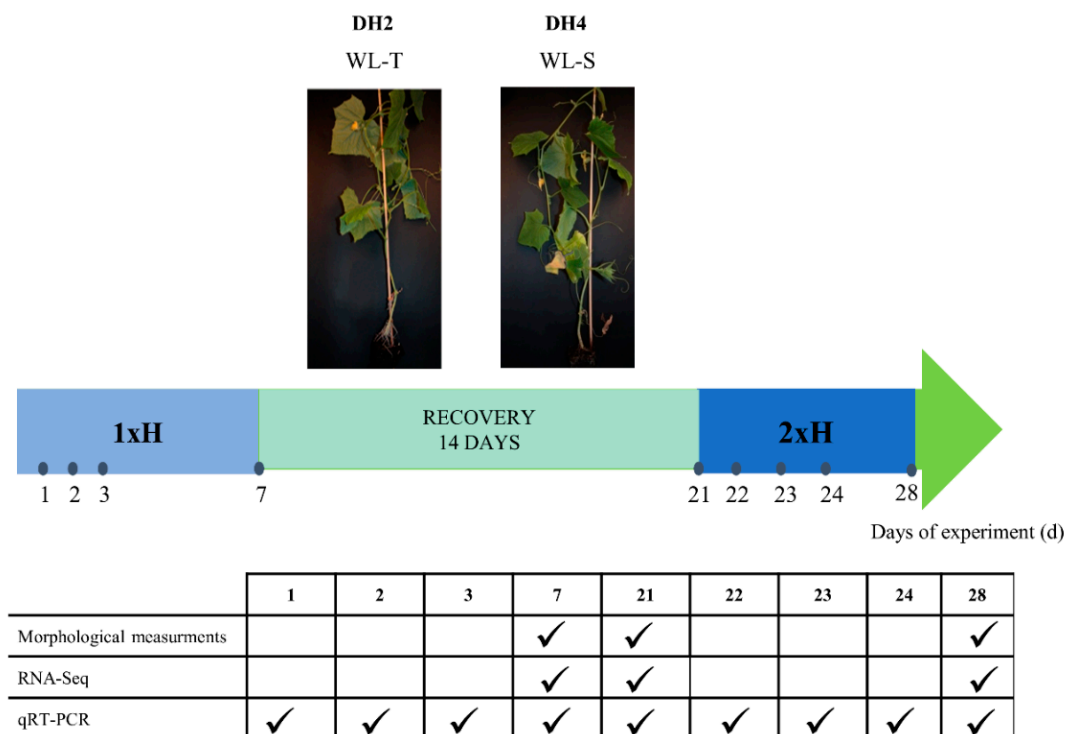 DH2 DH4
WL-T WL-S
1xH RECOVERY 2xH
14 DAYS
1 2 3 7 21 22 23 24 28
Days of experiment (d)
1 2 3 7 21 22 23 24 28
Morphological measurments ✓ ✓ ✓
RNA-Seq ✓ ✓ ✓
qRT-PCR ✓ ✓ ✓ ✓ ✓ ✓ ✓ ✓ ✓